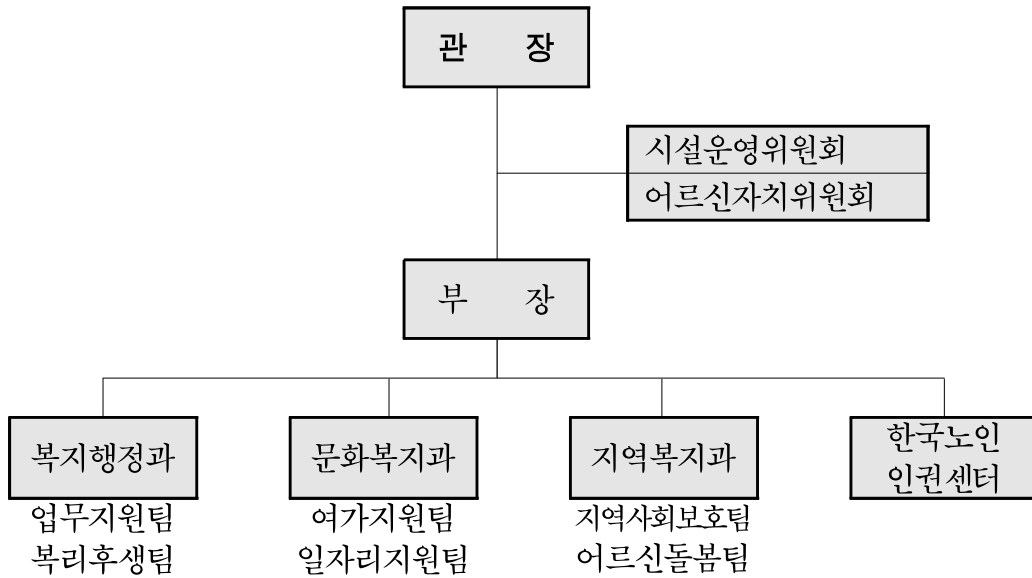 관 장
시설운영위원회
어르신자치위원회
부 장
복지행정과
업무지원팀
복리후생팀
문화복지과
여가지원팀
일자리지원팀
지역복지과
지역사회보호팀
어르신돌봄팀
한국노인
인권센터